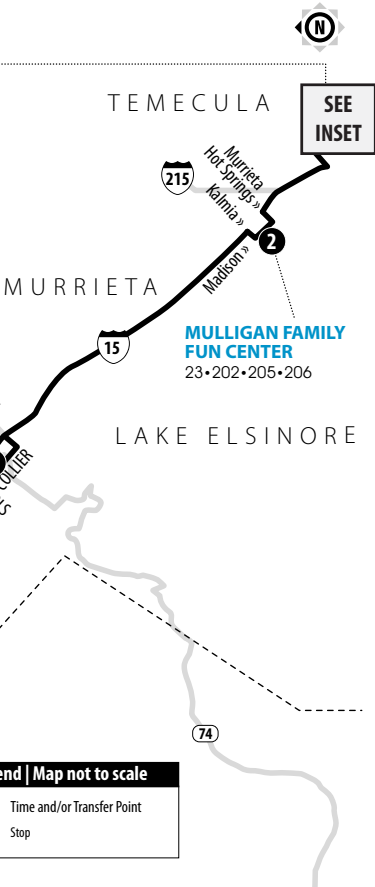 N
TEMECULA
SEE
INSET
215
Murrieta
Hot Springs »
Kalmia »
2
Madison »
MURRIETA
MULLIGAN FAMILY
FUN CENTER
23•202•205•206
15
LAKE ELSINORE
COLLIER
74
Map not to scale
Time and/or Transfer Point
Stop